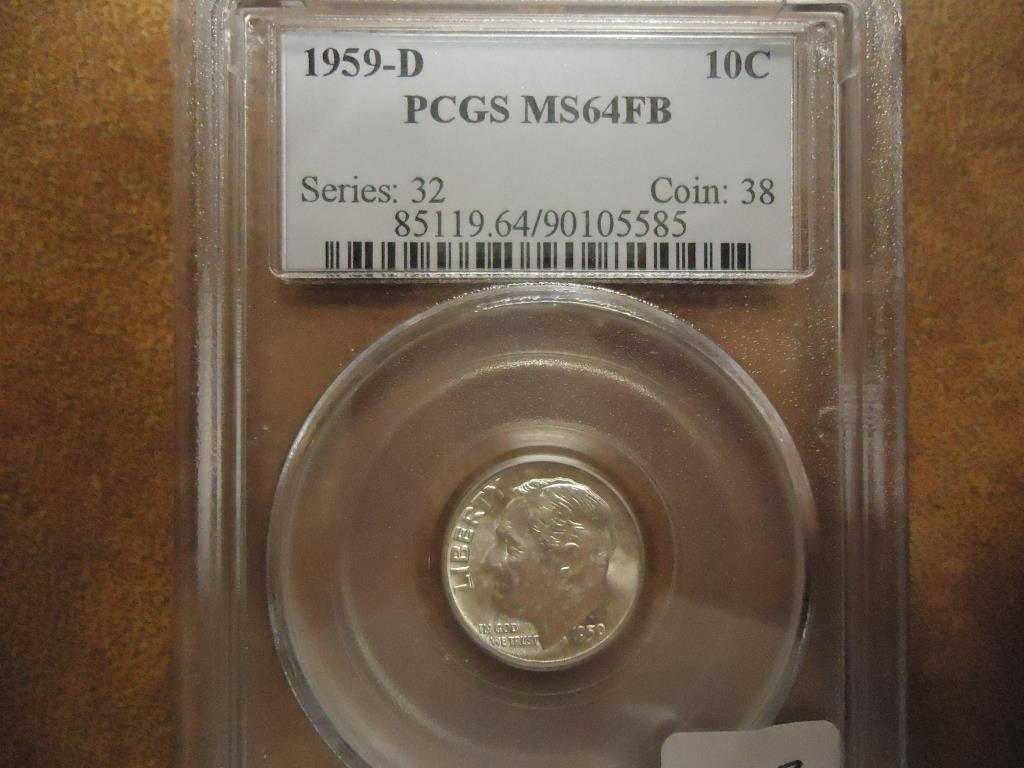 1959-D 10C
PCGS MS64FB
Series: 32 Coin: 38
85119.64/90105585
LIBERTY
IN GOD
WE TRUST
1959